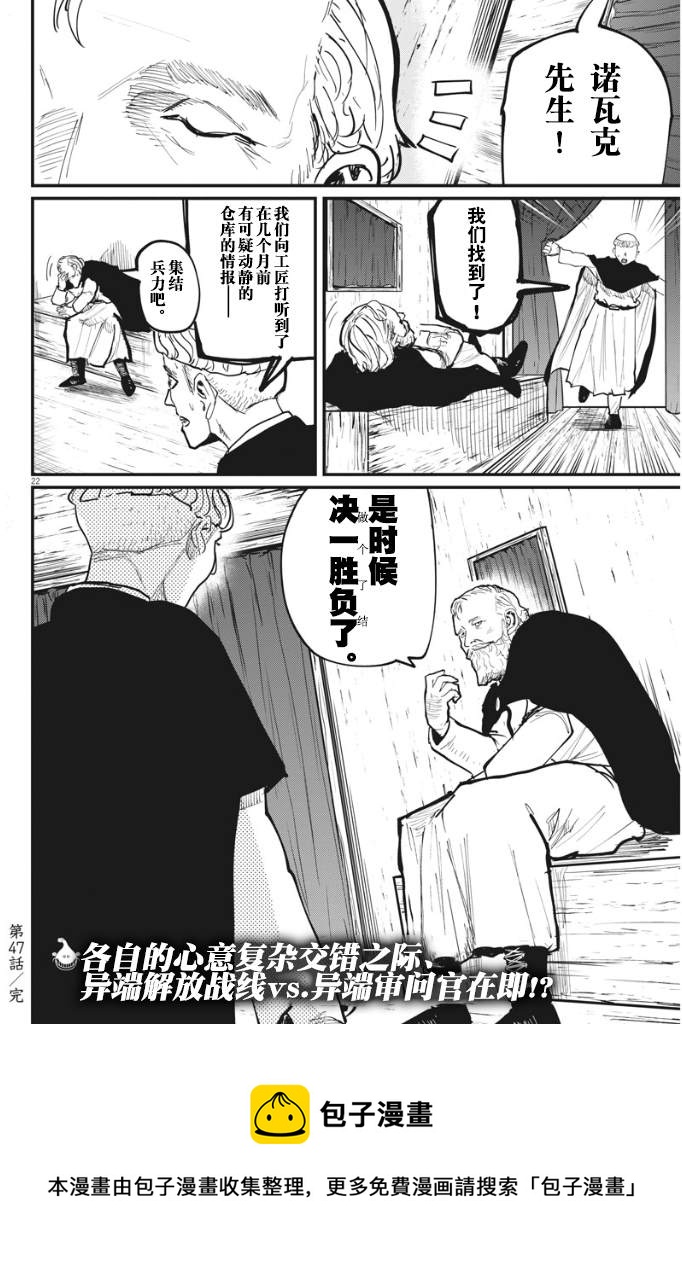 诺瓦克
先生！
我们找到了！
我们向工匠打听到了
在几个月前
有可疑动静的
仓库的情报——
集结
兵力吧。
22
是时候
做个了结
决一胜负了。
各自的心意复杂交错之际、
异端解放战线vs.异端审问官在即!?
第47話／完
包子漫畫
本漫畫由包子漫畫收集整理，更多免費漫画請搜索「包子漫畫」